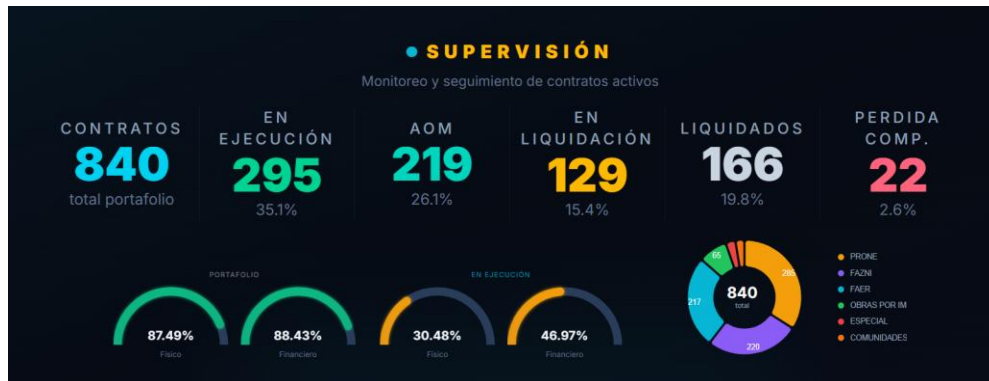 SUPERVISIÓN
Monitoreo y seguimiento de contratos activos
CONTRATOS
840
total portafolio
EN
EJECUCIÓN
295
35.1%
AOM
219
26.1%
EN
LIQUIDACIÓN
129
15.4%
LIQUIDADOS
166
19.8%
PERDIDA
COMP.
22
2.6%
PORTAFOLIO
87.49%
Físico
88.43%
Financiero
EN EJECUCIÓN
30.48%
Físico
46.97%
Financiero
55
285
217
220
840
total
PRONE
FAZNI
FAER
OBRAS POR IM
ESPECIAL
COMUNIDADES